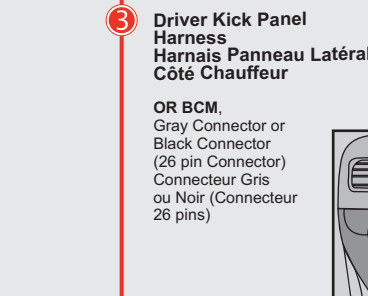 3
Driver Kick Panel
Harness
Harnais Panneau Latéral
Côté Chauffeur
OR BCM,
Gray Connector or
Black Connector
(26 pin Connector)
Connecteur Gris
ou Noir (Connecteur
26 pins)